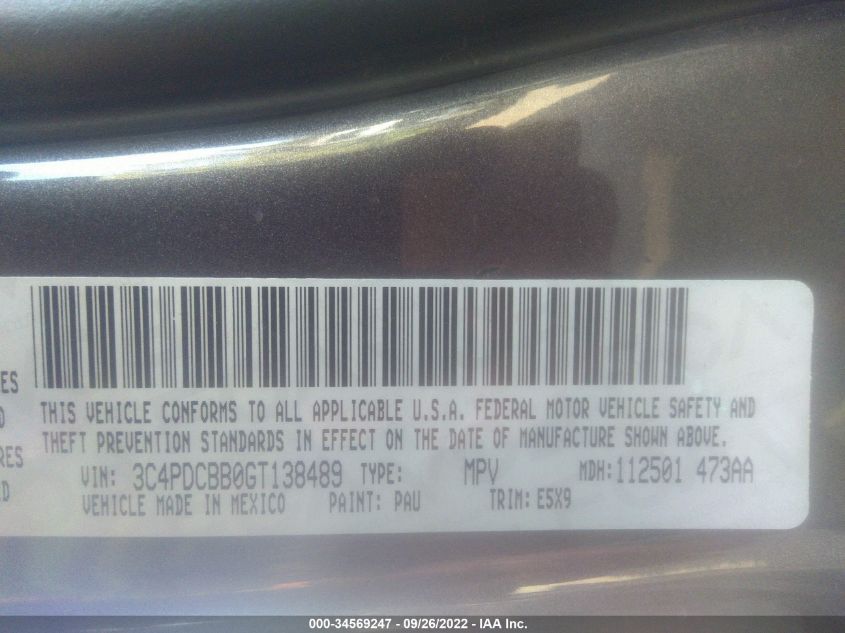 ES
THIS VEHICLE CONFORMS TO ALL APPLICABLE U.S.A. FEDERAL MOTOR VEHICLE SAFETY AND
D
THEFT PREVENTION STANDARDS IN EFFECT ON THE DATE OF MANUFACTURE SHOWN ABOVE.
RES
VIN: 3C4PDCBB0GT138489 TYPE: MPV MDH: 112501 473AA
D
VEHICLE MADE IN MEXICO PAINT: PAU TRIM: E5X9
000-34569247 - 09/26/2022 - IAA Inc.